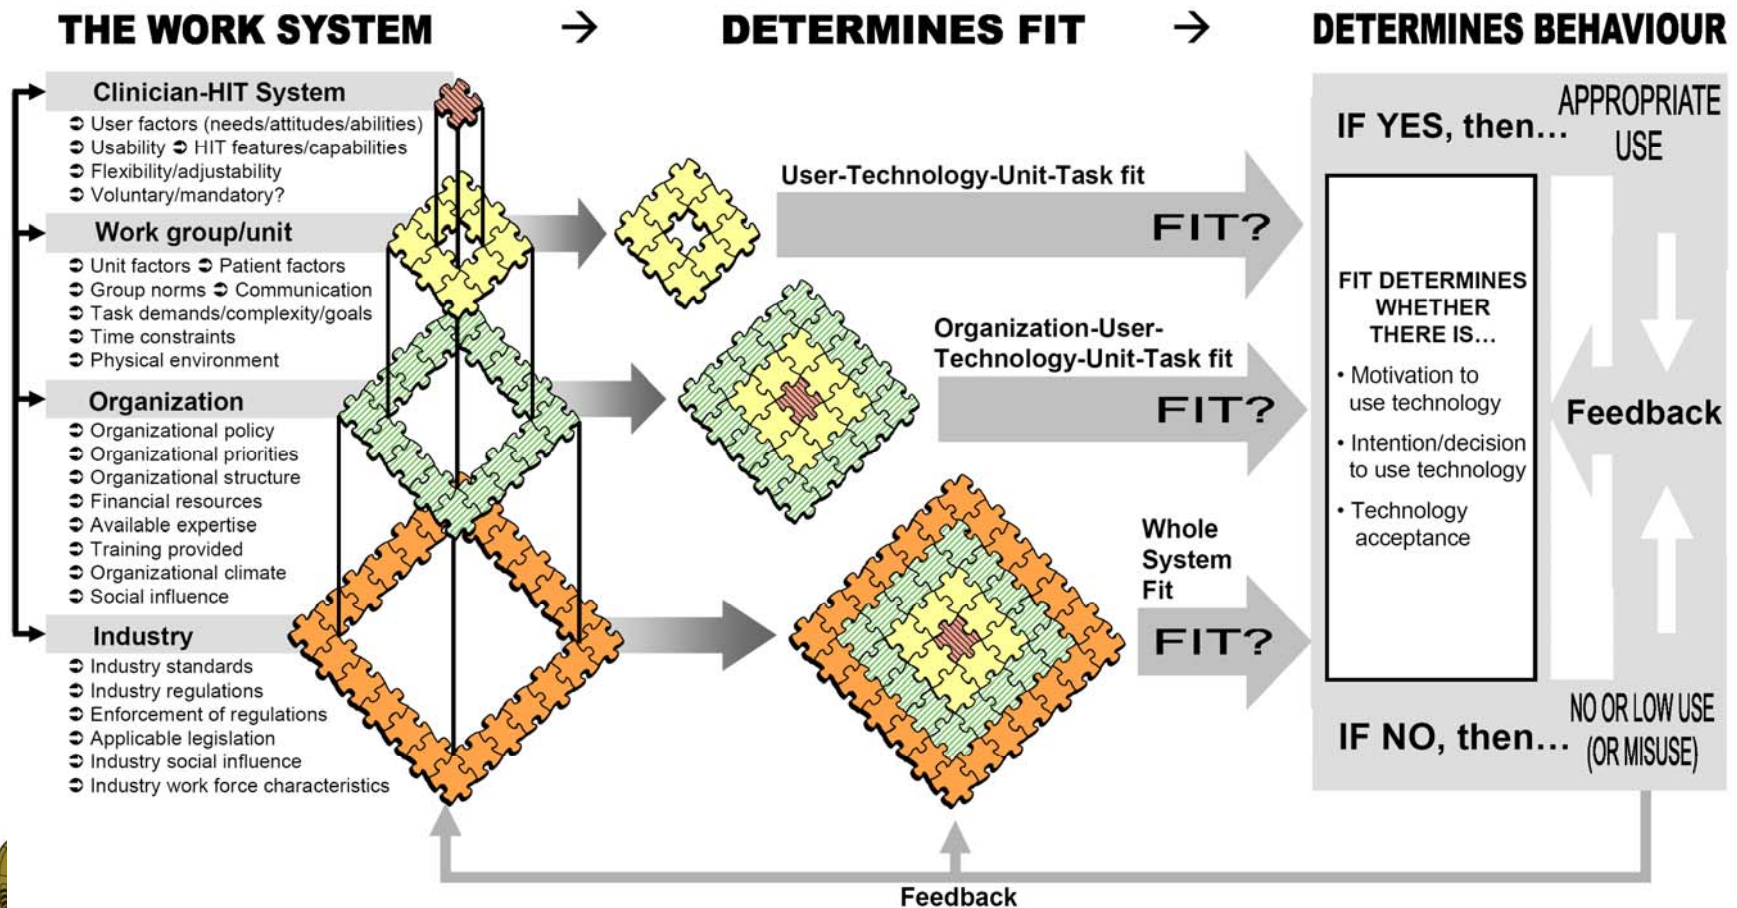 THE WORK SYSTEM → DETERMINES FIT → DETERMINES BEHAVIOUR
Clinician-HIT System
➲ User factors (needs/attitudes/abilities)
➲ Usability ➲ HIT features/capabilities
➲ Flexibility/adjustability
➲ Voluntary/mandatory?
Work group/unit
➲ Unit factors ➲ Patient factors
➲ Group norms ➲ Communication
➲ Task demands/complexity/goals
➲ Time constraints
➲ Physical environment
Organization
➲ Organizational policy
➲ Organizational priorities
➲ Organizational structure
➲ Financial resources
➲ Available expertise
➲ Training provided
➲ Organizational climate
➲ Social influence
Industry
➲ Industry standards
➲ Industry regulations
➲ Enforcement of regulations
➲ Applicable legislation
➲ Industry social influence
➲ Industry work force characteristics
User-Technology-Unit-Task fit
FIT?
Organization-User-
Technology-Unit-Task fit
FIT?
Whole
System
Fit
FIT?
IF YES, then...
APPROPRIATE
USE
FIT DETERMINES
WHETHER
THERE IS...
• Motivation to
use technology
• Intention/decision
to use technology
• Technology
acceptance
Feedback
IF NO, then...
NO OR LOW USE
(OR MISUSE)
Feedback